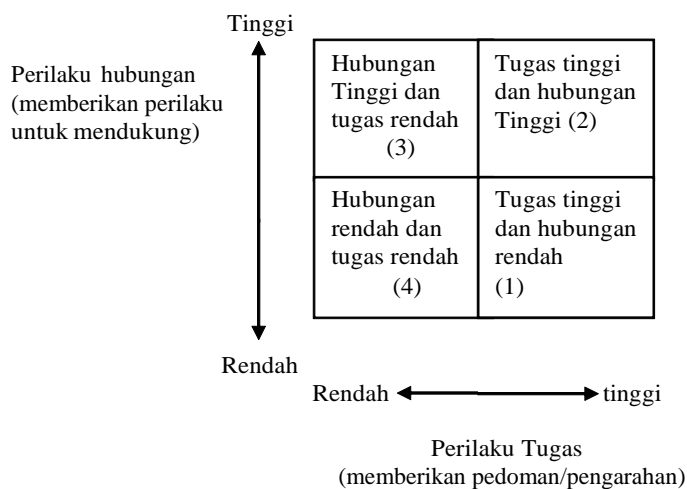 Tinggi
Perilaku hubungan
(memberikan perilaku
untuk mendukung)
Hubungan
Tinggi dan
tugas rendah
(3)
Tugas tinggi
dan hubungan
Tinggi (2)
Hubungan
rendah dan
tugas rendah
(4)
Tugas tinggi
dan hubungan
rendah
(1)
Rendah
Rendah
tinggi
Perilaku Tugas
(memberikan pedoman/pengarahan)